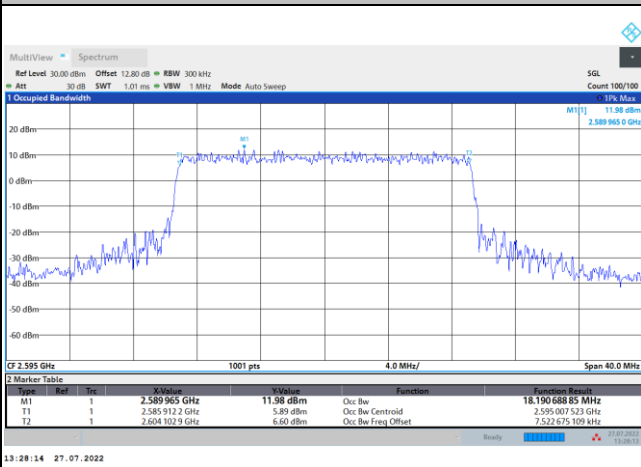 MultiView Spectrum
Ref Level 30.00 dBm Offset 12.80 dB RBW 300 kHz SGL
Att 30 dB SWT 1.01 ms VBW 1 MHz Mode Auto Sweep Count 100/100
1 Occupied Bandwidth 1Pk Max
M1[1] 11.98 dBm
2.589 965 0 GHz
20 dBm
M1
T1 T2
10 dBm
0 dBm
-10 dBm
-20 dBm
-30 dBm
-40 dBm
-50 dBm
-60 dBm
CF 2.595 GHz 1001 pts 4.0 MHz/ Span 40.0 MHz
2 Marker Table
Type Ref Trc X-Value Y-Value Function Function Result
M1 1 2.589 965 GHz 11.98 dBm Occ Bw 18.190 688 85 MHz
T1 1 2.585 912 2 GHz 5.89 dBm Occ Bw Centroid 2.595 007 523 GHz
T2 1 2.604 102 9 GHz 6.60 dBm Occ Bw Freq Offset 7.522 675 109 kHz
Ready 27.07.2022
13:28:13
13:28:14 27.07.2022